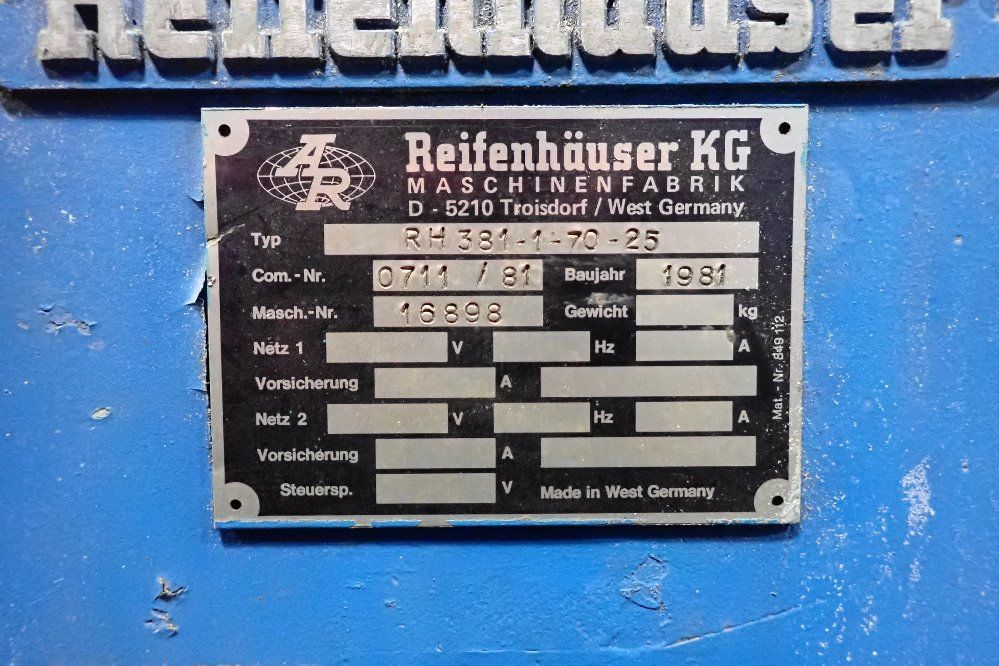 Reifenhäuser
AR
Reifenhäuser KG
MASCHINENFABRIK
D - 5210 Troisdorf / West Germany
Typ RH 381-1-70-25
Com.-Nr. 0711 / 81 Baujahr 1981
Masch.-Nr. 16898 Gewicht kg
Netz 1 V Hz A
Vorsicherung A
Netz 2 V Hz A
Vorsicherung A
Steuersp. V Made in West Germany
Mat.-Nr. 849 112